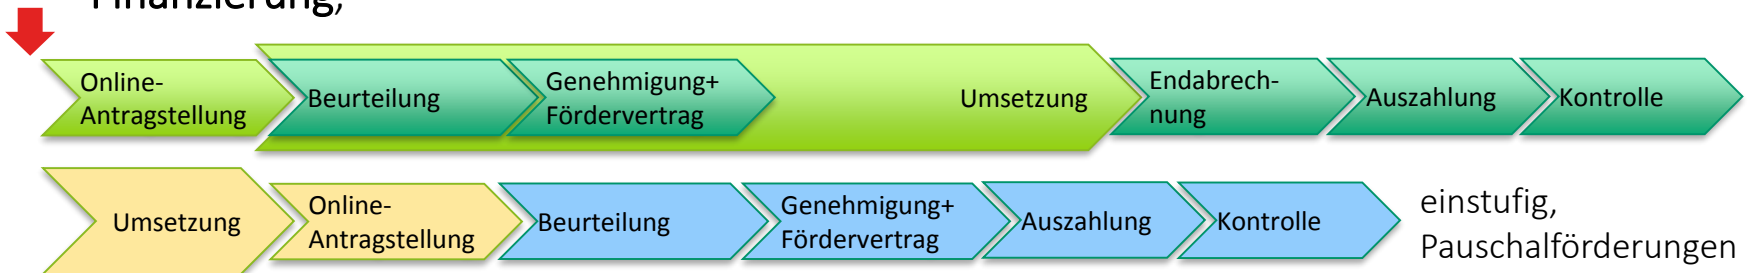 Finanzierung,
Online-
Antragstellung
Beurteilung
Genehmigung+
Fördervertrag
Umsetzung
Endabrech-
nung
Auszahlung
Kontrolle
Umsetzung
Online-
Antragstellung
Beurteilung
Genehmigung+
Fördervertrag
Auszahlung
Kontrolle
einstufig,
Pauschalförderungen